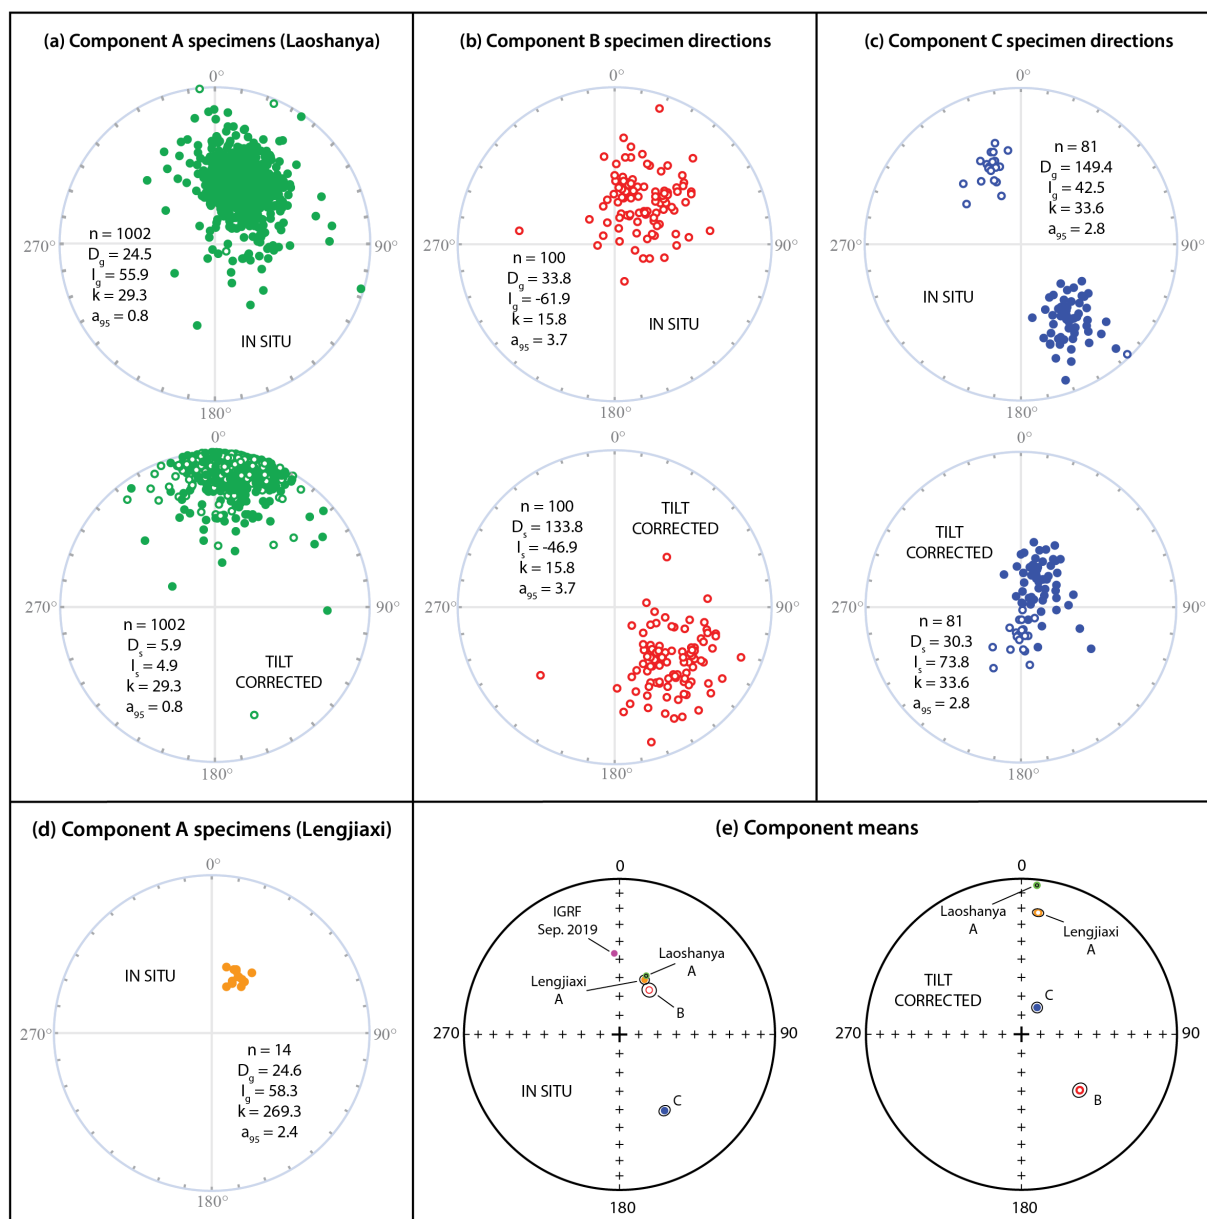 (a) Component A specimens (Laoshanya)
0°
270°
90°
180°
n = 1002
Dg = 24.5
Ig = 55.9
k = 29.3
a95 = 0.8
IN SITU
0°
270°
90°
180°
n = 1002
Ds = 5.9
Is = 4.9
k = 29.3
a95 = 0.8
TILT
CORRECTED
(b) Component B specimen directions
0°
270°
90°
180°
n = 100
Dg = 33.8
Ig = -61.9
k = 15.8
a95 = 3.7
IN SITU
0°
n = 100
Ds = 133.8
Is = -46.9
k = 15.8
a95 = 3.7
TILT
CORRECTED
270°
90°
180°
(c) Component C specimen directions
0°
n = 81
Dg = 149.4
Ig = 42.5
k = 33.6
a95 = 2.8
270°
90°
IN SITU
180°
0°
TILT
CORRECTED
270°
90°
n = 81
Ds = 30.3
Is = 73.8
k = 33.6
a95 = 2.8
180°
(d) Component A specimens (Lengjiaxi)
0°
IN SITU
270°
90°
n = 14
Dg = 24.6
Ig = 58.3
k = 269.3
a95 = 2.4
180°
(e) Component means
0
IGRF
Sep. 2019
Laoshanya
A
Lengjiaxi
A
B
270
90
IN SITU
C
180
0
Laoshanya
A
Lengjiaxi
A
TILT
CORRECTED
C
270
90
B
180